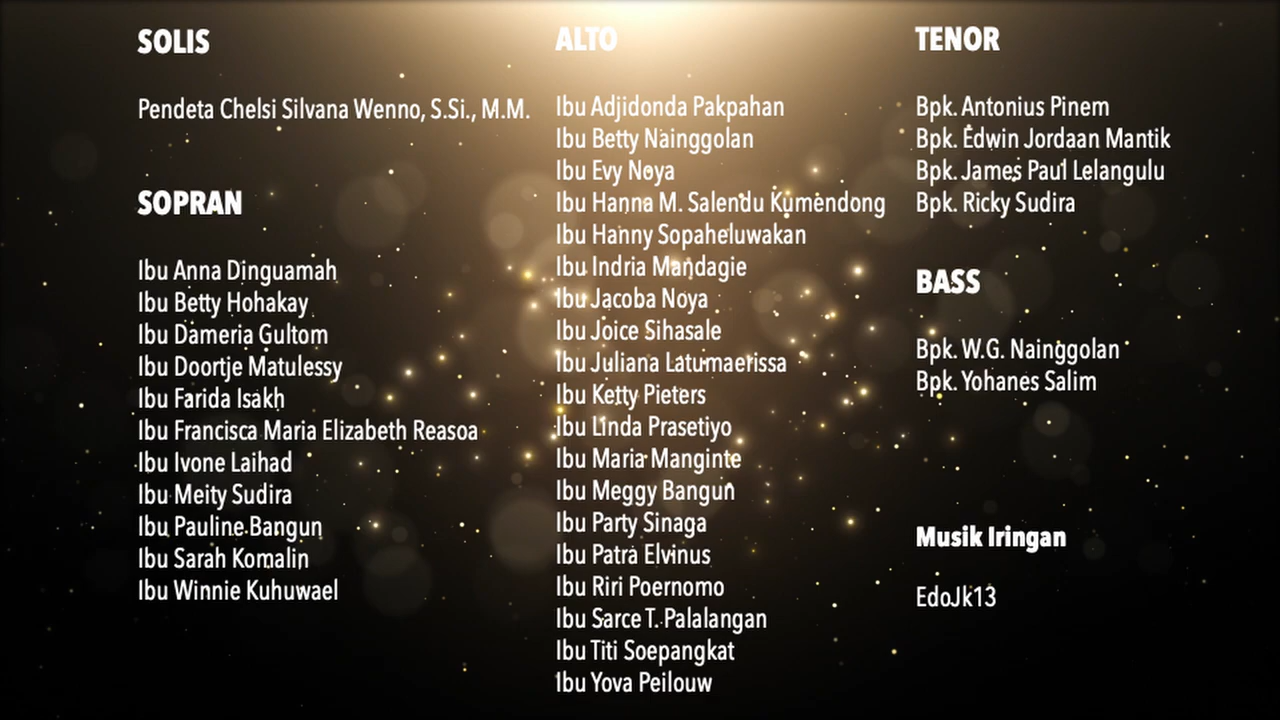 SOLIS
Pendeta Chelsi Silvana Wenno, S.Si., M.M.
SOPRAN
Ibu Anna Dinguamah
Ibu Betty Hohakay
Ibu Dameria Gultom
Ibu Doortje Matulessy
Ibu Farida Isakh
Ibu Francisca Maria Elizabeth Reasoa
Ibu Ivone Laihad
Ibu Meity Sudira
Ibu Pauline Bangun
Ibu Sarah Komalin
Ibu Winnie Kuhuwael
ALTO
Ibu Adjidonda Pakpahan
Ibu Betty Nainggolan
Ibu Evy Noya
Ibu Hanna M. Salendu Kumendong
Ibu Hanny Sopaheluwakan
Ibu Indria Mandagie
Ibu Jacoba Noya
Ibu Joice Sihasale
Ibu Juliana Latumaerissa
Ibu Ketty Pieters
Ibu Linda Prasetiyo
Ibu Maria Manginte
Ibu Meggy Bangun
Ibu Party Sinaga
Ibu Patra Elvinus
Ibu Riri Poernomo
Ibu Sarce T. Palalangan
Ibu Titi Soepangkat
Ibu Yova Peilouw
TENOR
Bpk. Antonius Pinem
Bpk. Edwin Jordaan Mantik
Bpk. James Paul Lelangulu
Bpk. Ricky Sudira
BASS
Bpk. W.G. Nainggolan
Bpk. Yohanes Salim
Musik Iringan
EdoJk13